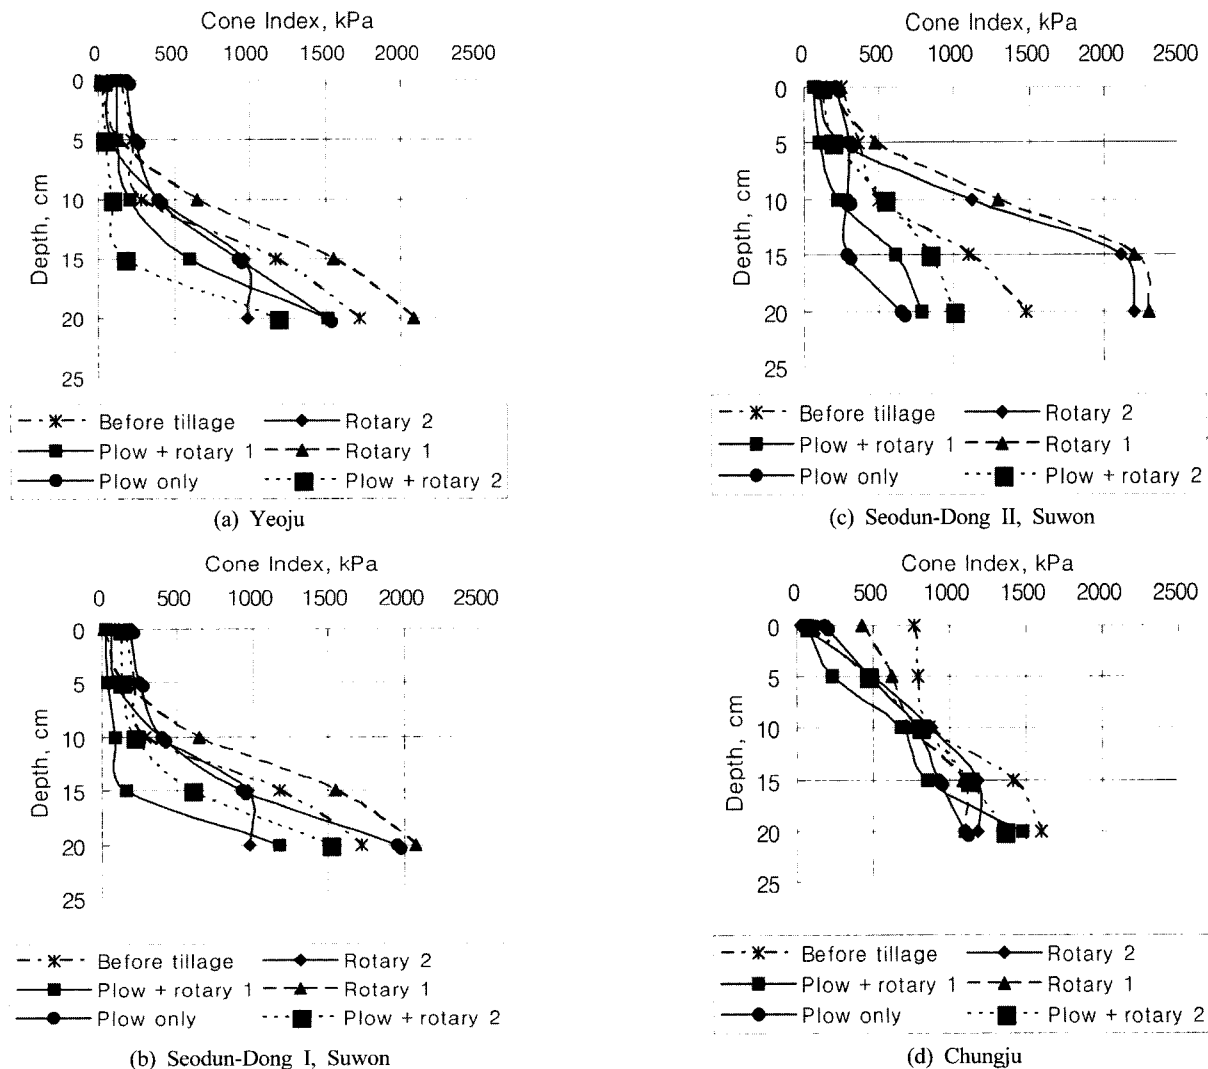 Cone Index, kPa
0 500 1000 1500 2000 2500
0
5
10
15
20
25
Depth, cm
Before tillage Rotary 2
Plow + rotary 1 Rotary 1
Plow only Plow + rotary 2
(a) Yeoju
Cone Index, kPa
0 500 1000 1500 2000 2500
0
5
10
15
20
25
Depth, cm
Before tillage Rotary 2
Plow + rotary 1 Rotary 1
Plow only Plow + rotary 2
(b) Seodun-Dong I, Suwon
Cone Index, kPa
0 500 1000 1500 2000 2500
0
5
10
15
20
25
Depth, cm
Before tillage Rotary 2
Plow + rotary 1 Rotary 1
Plow only Plow + rotary 2
(c) Seodun-Dong II, Suwon
Cone Index, kPa
0 500 1000 1500 2000 2500
0
5
10
15
20
25
Depth, cm
Before tillage Rotary 2
Plow + rotary 1 Rotary 1
Plow only Plow + rotary 2
(d) Chungju